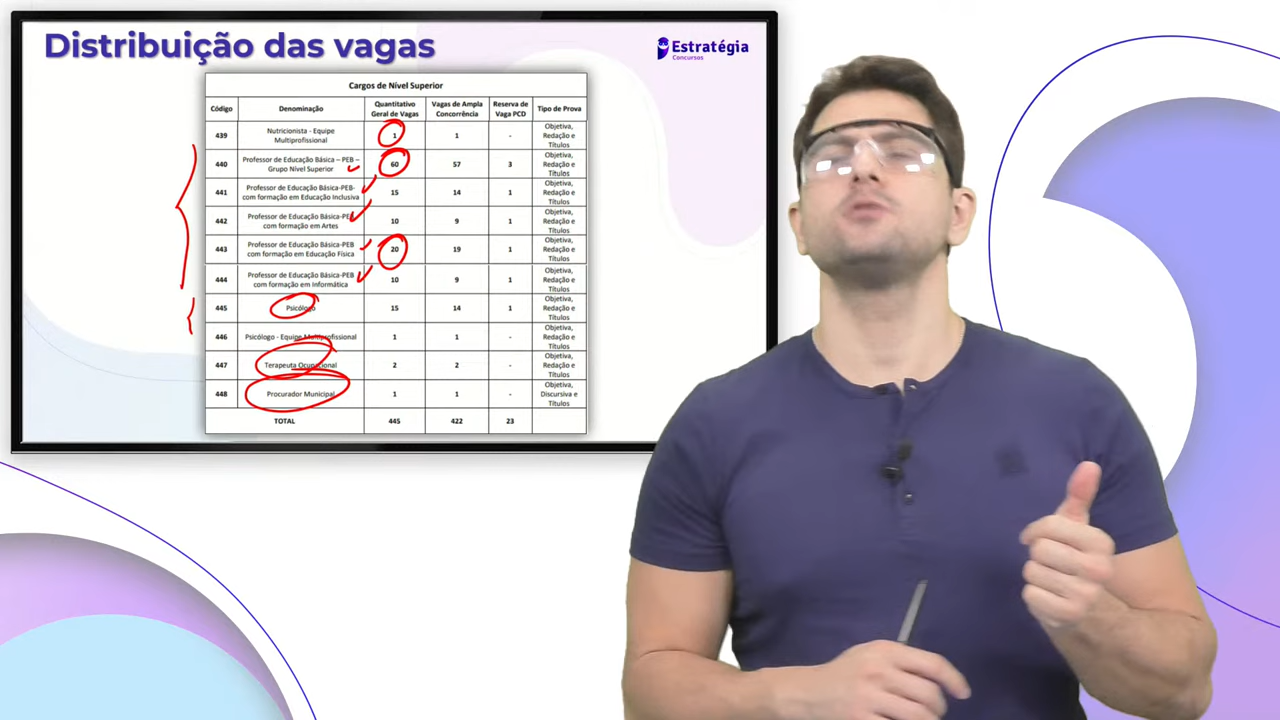 Distribuição das vagas
Estratégia
Concursos
Cargos de Nível Superior
Código Denominação Quantitativo Geral de Vagas Vagas de Ampla Concorrência Reserva de Vaga PCD Tipo de Prova
439 Nutricionista - Equipe Multiprofissional 1 1 - Objetiva, Redação e Títulos
440 Professor de Educação Básica – PEB – Grupo Nível Superior 60 57 3 Objetiva, Redação e Títulos
441 Professor de Educação Básica-PEB- com formação em Educação Inclusiva 15 14 1 Objetiva, Redação e Títulos
442 Professor de Educação Básica-PEB com formação em Artes 10 9 1 Objetiva, Redação e Títulos
443 Professor de Educação Básica-PEB com formação em Educação Física 20 19 1 Objetiva, Redação e Títulos
444 Professor de Educação Básica-PEB com formação em Informática 10 9 1 Objetiva, Redação e Títulos
445 Psicólogo 15 14 1 Objetiva, Redação e Títulos
446 Psicólogo - Equipe Multiprofissional 1 1 - Objetiva, Redação e Títulos
447 Terapeuta Ocupacional 2 2 - Objetiva, Redação e Títulos
448 Procurador Municipal 1 1 - Objetiva, Discursiva e Títulos
TOTAL 445 422 23